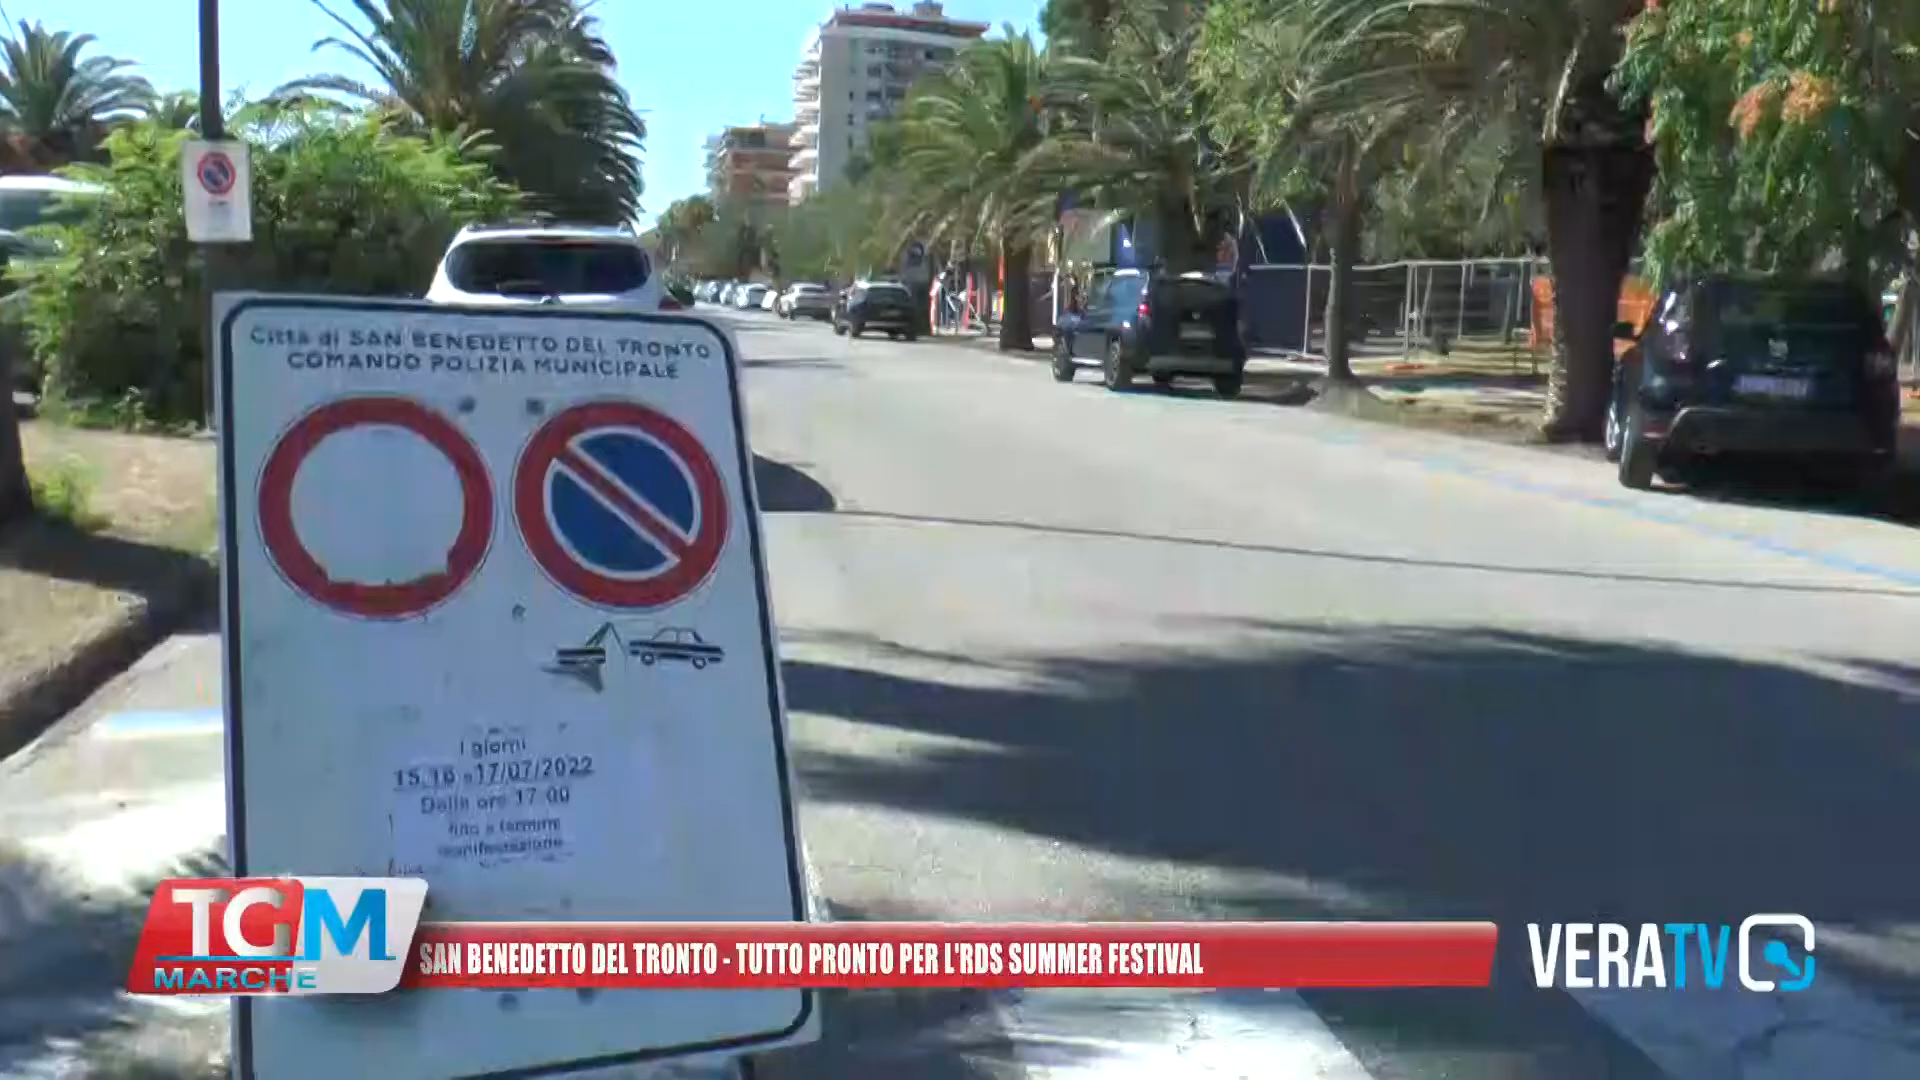 Città di SAN BENEDETTO DEL TRONTO
COMANDO POLIZIA MUNICIPALE
I giorni
15,16 e 17/07/2022
Dalle ore 17.00
fino a termine
manifestazione
TGM
MARCHE
SAN BENEDETTO DEL TRONTO - TUTTO PRONTO PER L'RDS SUMMER FESTIVAL
VERATV